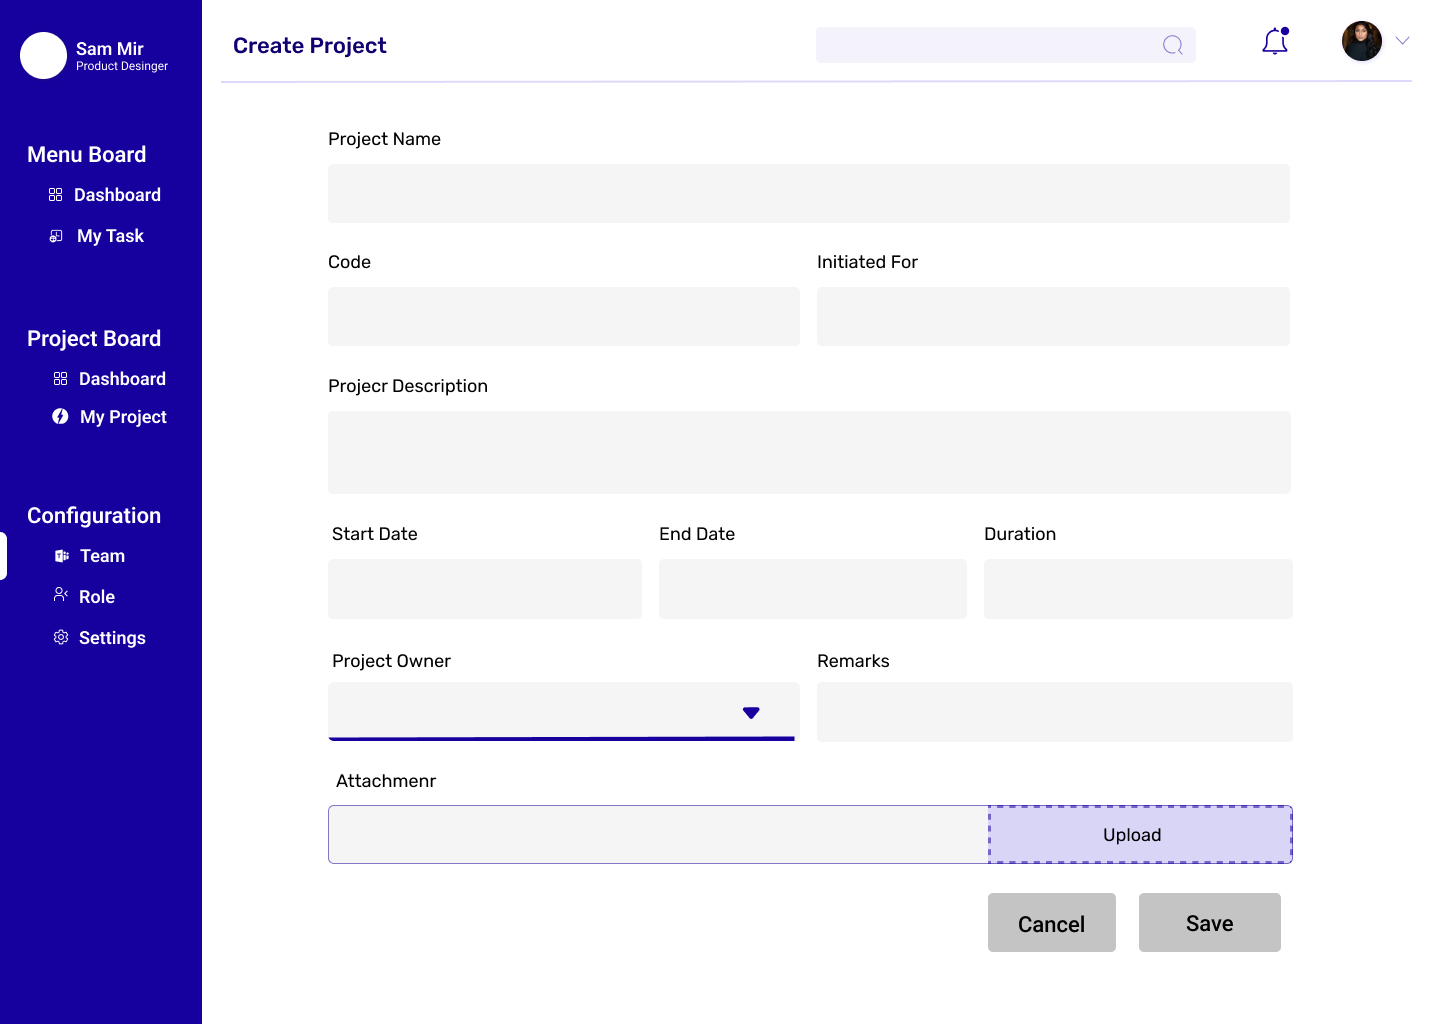 Sam Mir
Product Desinger
Menu Board
Dashboard
My Task
Project Board
Dashboard
My Project
Configuration
Team
Role
Settings
Create Project
Project Name
Code
Initiated For
Projecr Description
Start Date
End Date
Duration
Project Owner
Remarks
Attachmenr
Upload
Cancel
Save